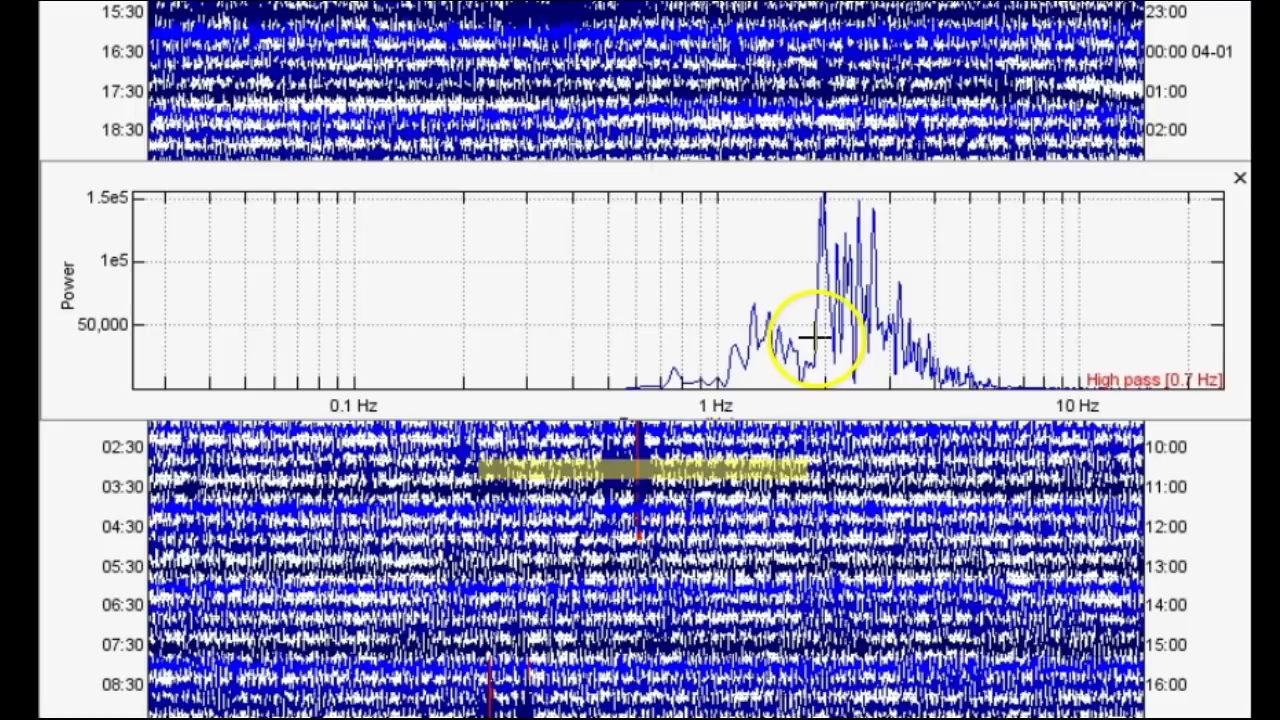 15:30 23:00
16:30 00:00 04-01
17:30 01:00
18:30 02:00
×
1.5e5
1e5
Power
50,000
High pass [0.7 Hz]
0.1 Hz 1 Hz 10 Hz
02:30 10:00
03:30 11:00
04:30 12:00
05:30 13:00
06:30 14:00
07:30 15:00
08:30 16:00